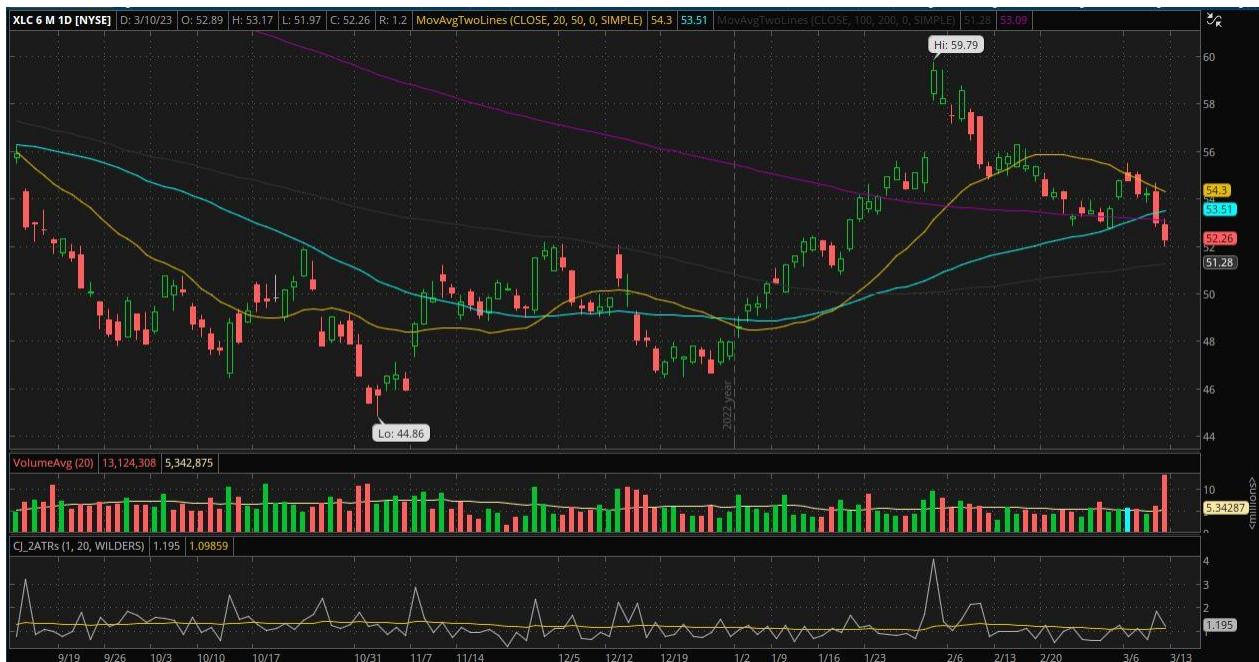 XLC 6 M 1D [NYSE] D: 3/10/23 O: 52.89 H: 53.17 L: 51.97 C: 52.26 R: 1.2 MovAvgTwoLines (CLOSE, 20, 50, 0, SIMPLE) 54.3 53.51 MovAvgTwoLines (CLOSE, 100, 200, 0, SIMPLE) 51.28 53.09
Hi: 59.79
60
58
56
54.3
54
53.51
52.26
52
51.28
50
48
46
2022 year
Lo: 44.86
44
VolumeAvg (20) 13,124,308 5,342,875
10
5.34287
0
<millions>
CJ_2ATRs (1, 20, WILDERS) 1.195 1.09859
4
3
2
1.195
1
9/19 9/26 10/3 10/10 10/17 10/31 11/7 11/14 12/5 12/12 12/19 1/2 1/9 1/16 1/23 2/6 2/13 2/20 3/6 3/13